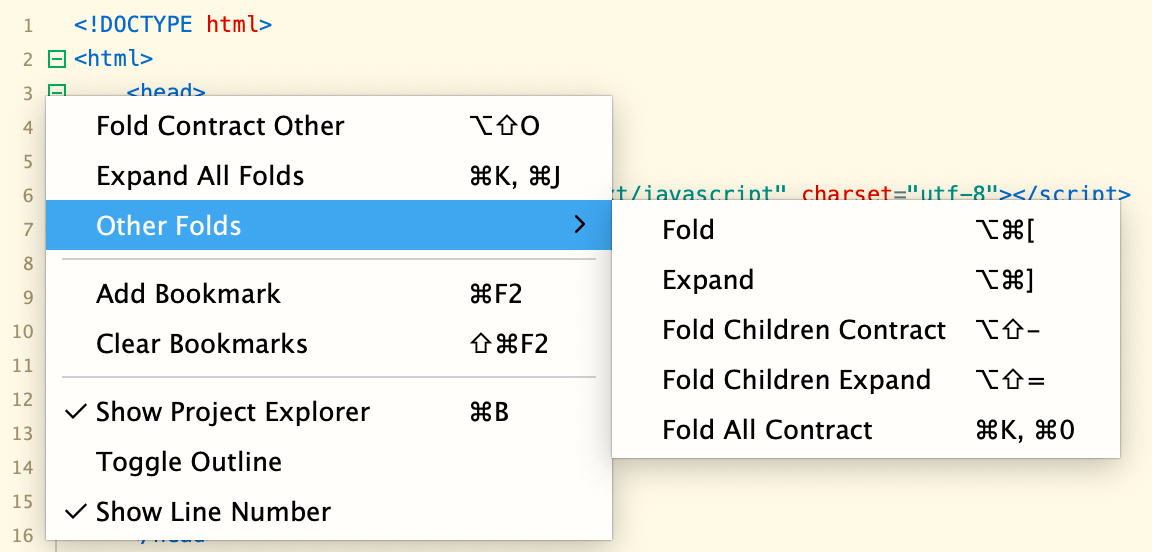 1 <!DOCTYPE html>
2 <html>
3 <head>
4
Fold Contract Other ⌥⇧O
5
Expand All Folds ⌘K, ⌘J
6 xt/javascript" charset="utf-8"></script>
7
Other Folds >
Fold ⌥⌘[
8
Expand ⌥⌘]
9
Add Bookmark ⌘F2
10
Fold Children Contract ⌥⇧-
11
Clear Bookmarks ⇧⌘F2
12
Fold Children Expand ⌥⇧=
13
✓ Show Project Explorer ⌘B
Fold All Contract ⌘K, ⌘0
14
Toggle Outline
15
✓ Show Line Number
16